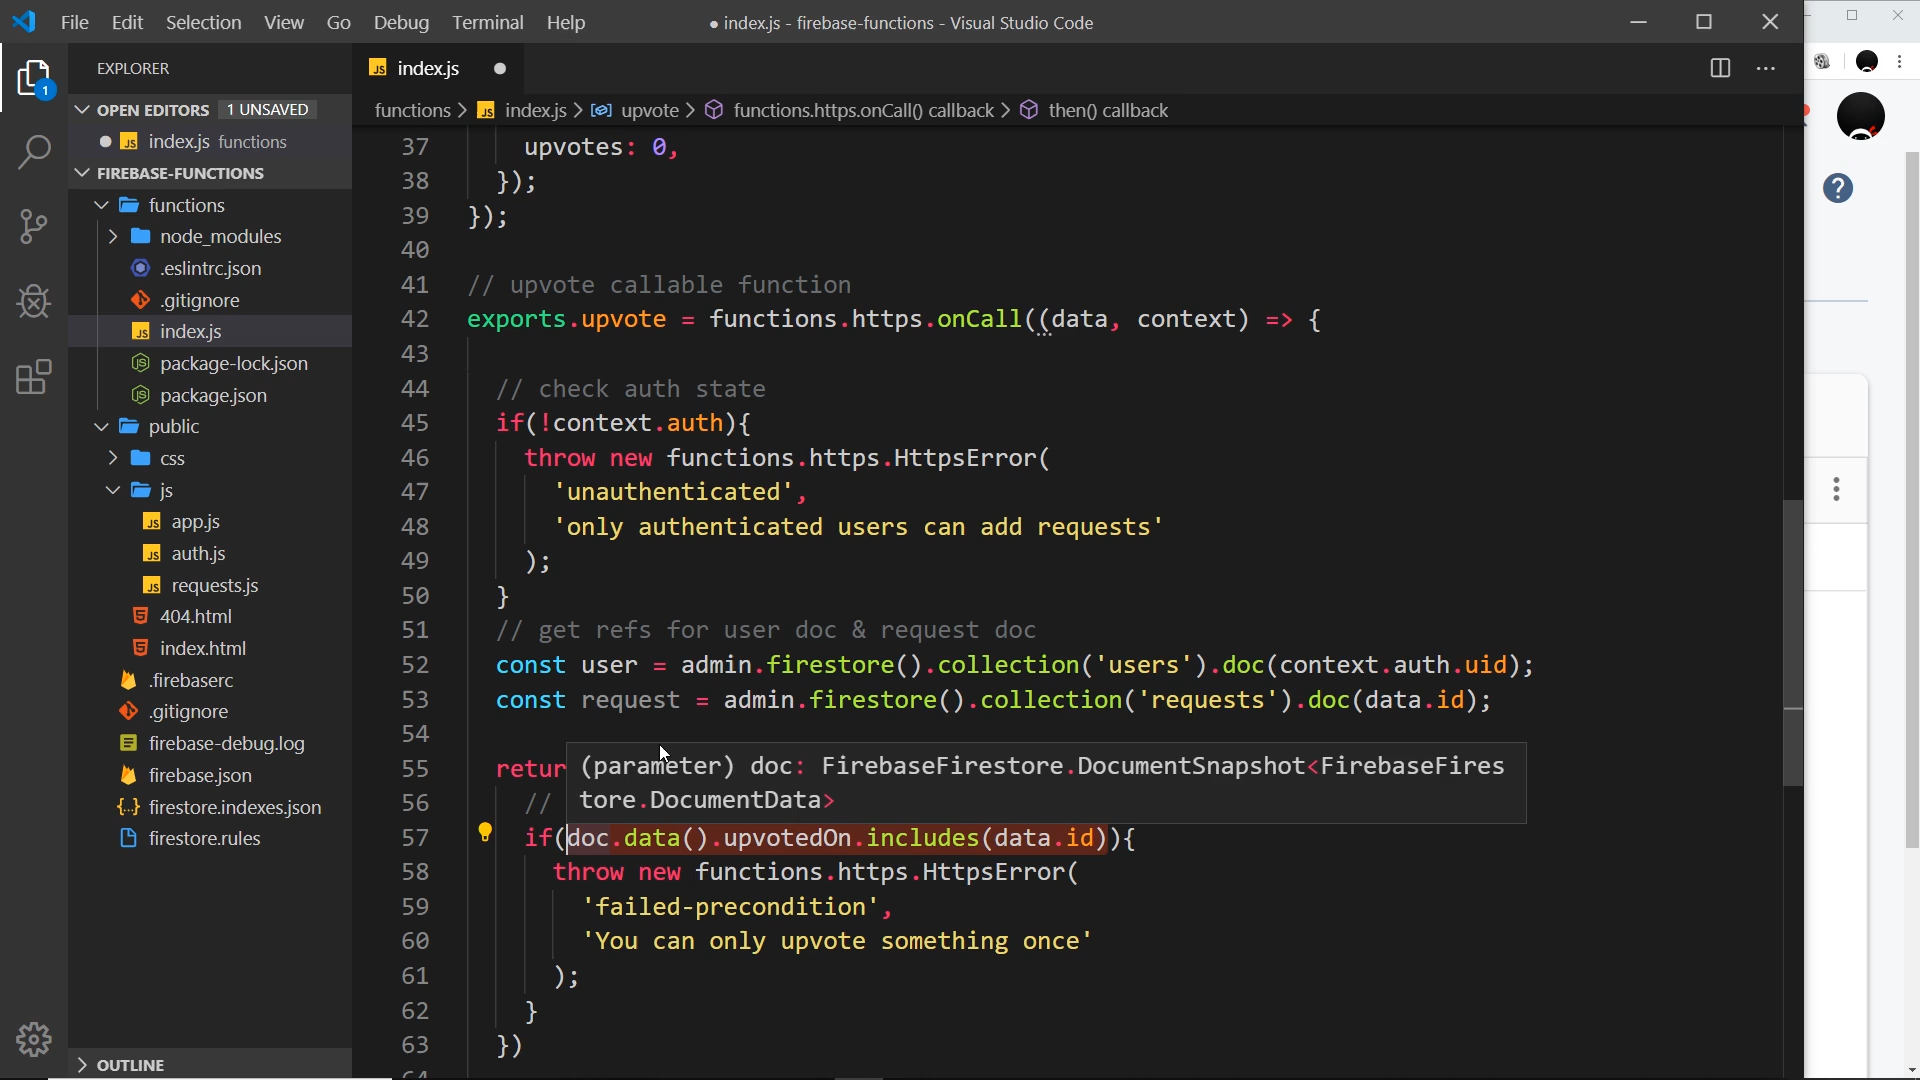 File Edit Selection View Go Debug Terminal Help
● index.js - firebase-functions - Visual Studio Code
EXPLORER
OPEN EDITORS 1 UNSAVED
JS index.js functions
FIREBASE-FUNCTIONS
functions
node_modules
.eslintrc.json
.gitignore
JS index.js
package-lock.json
package.json
public
css
js
JS app.js
JS auth.js
JS requests.js
404.html
index.html
.firebaserc
.gitignore
firebase-debug.log
firebase.json
firestore.indexes.json
firestore.rules
OUTLINE
1
JS index.js
functions > JS index.js > upvote > functions.https.onCall() callback > then() callback
37 upvotes: 0,
38 });
39 });
40
41 // upvote callable function
42 exports.upvote = functions.https.onCall((data, context) => {
43
44 // check auth state
45 if(!context.auth){
46 throw new functions.https.HttpsError(
47 'unauthenticated',
48 'only authenticated users can add requests'
49 );
50 }
51 // get refs for user doc & request doc
52 const user = admin.firestore().collection('users').doc(context.auth.uid);
53 const request = admin.firestore().collection('requests').doc(data.id);
54
55 retur
(parameter) doc: FirebaseFirestore.DocumentSnapshot<FirebaseFires
tore.DocumentData>
56 //
57 if(doc.data().upvotedOn.includes(data.id)){
58 throw new functions.https.HttpsError(
59 'failed-precondition',
60 'You can only upvote something once'
61 );
62 }
63 })